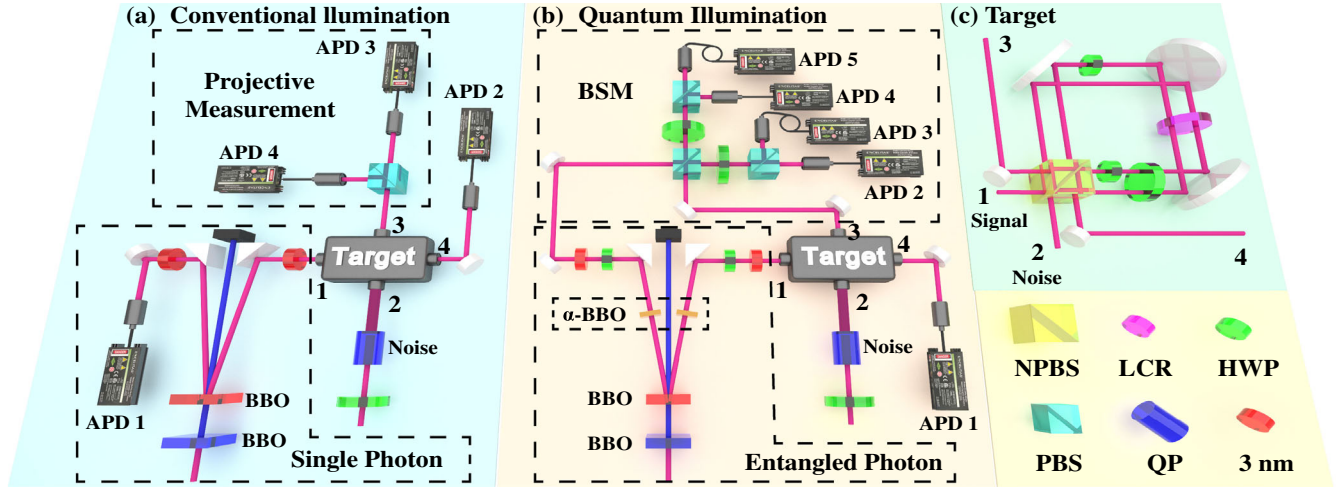 (a) Conventional llumination
APD 3
Projective
Measurement
APD 2
APD 4
3
4
Target
1
2
Noise
APD 1
BBO
BBO
Single Photon
(b) Quantum Illumination
APD 5
BSM
APD 4
APD 3
APD 2
3
4
Target
1
2
α-BBO
Noise
BBO
APD 1
BBO
Entangled Photon
(c) Target
3
1
Signal
2
Noise
4
NPBS LCR HWP
PBS QP 3 nm